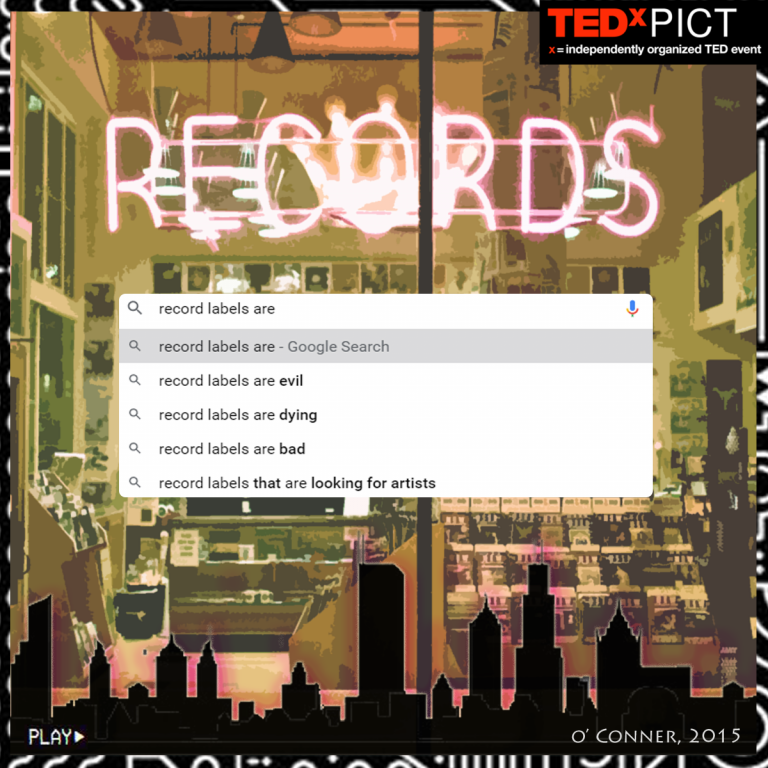 TEDxPICT
x = independently organized TED event
RECORDS
record labels are
record labels are - Google Search
record labels are evil
record labels are dying
record labels are bad
record labels that are looking for artists
PLAY
O' CONNER, 2015